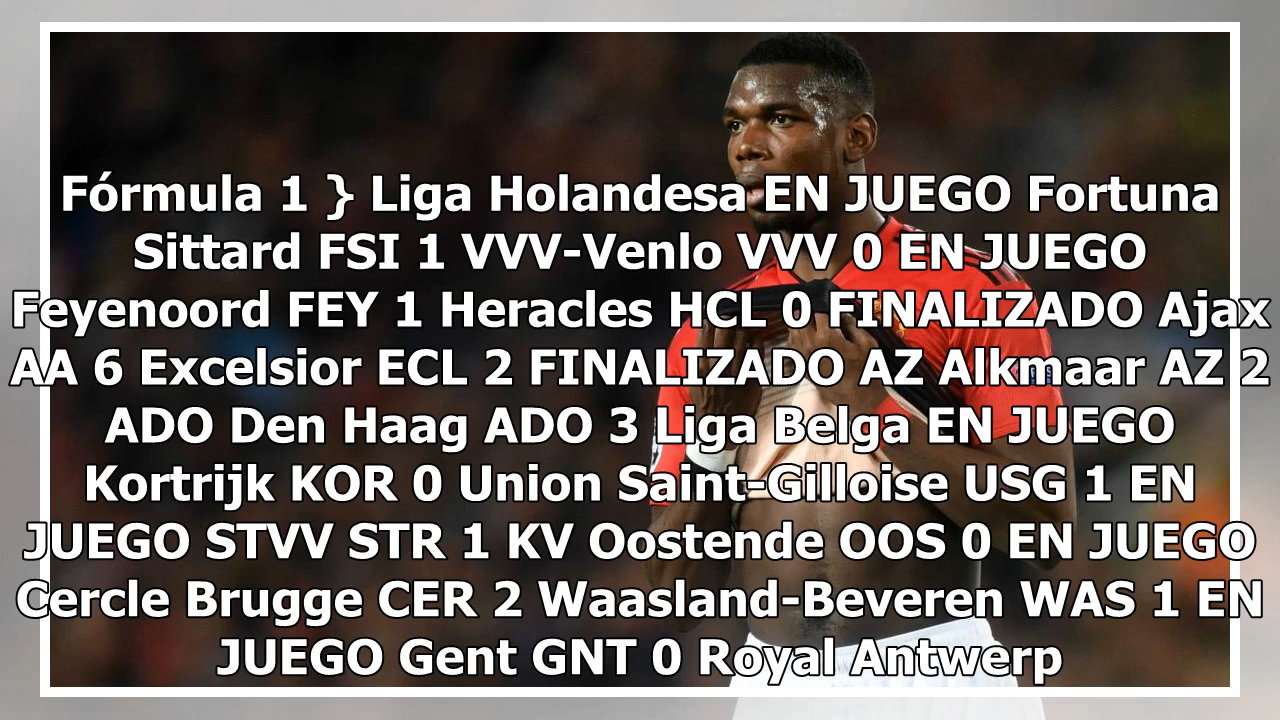 Fórmula 1 } Liga Holandesa EN JUEGO Fortuna
Sittard FSI 1 VVV-Venlo VVV 0 EN JUEGO
Feyenoord FEY 1 Heracles HCL 0 FINALIZADO Ajax
AA 6 Excelsior ECL 2 FINALIZADO AZ Alkmaar AZ 2
ADO Den Haag ADO 3 Liga Belga EN JUEGO
Kortrijk KOR 0 Union Saint-Gilloise USG 1 EN
JUEGO STVV STR 1 KV Oostende OOS 0 EN JUEGO
Cercle Brugge CER 2 Waasland-Beveren WAS 1 EN
JUEGO Gent GNT 0 Royal Antwerp